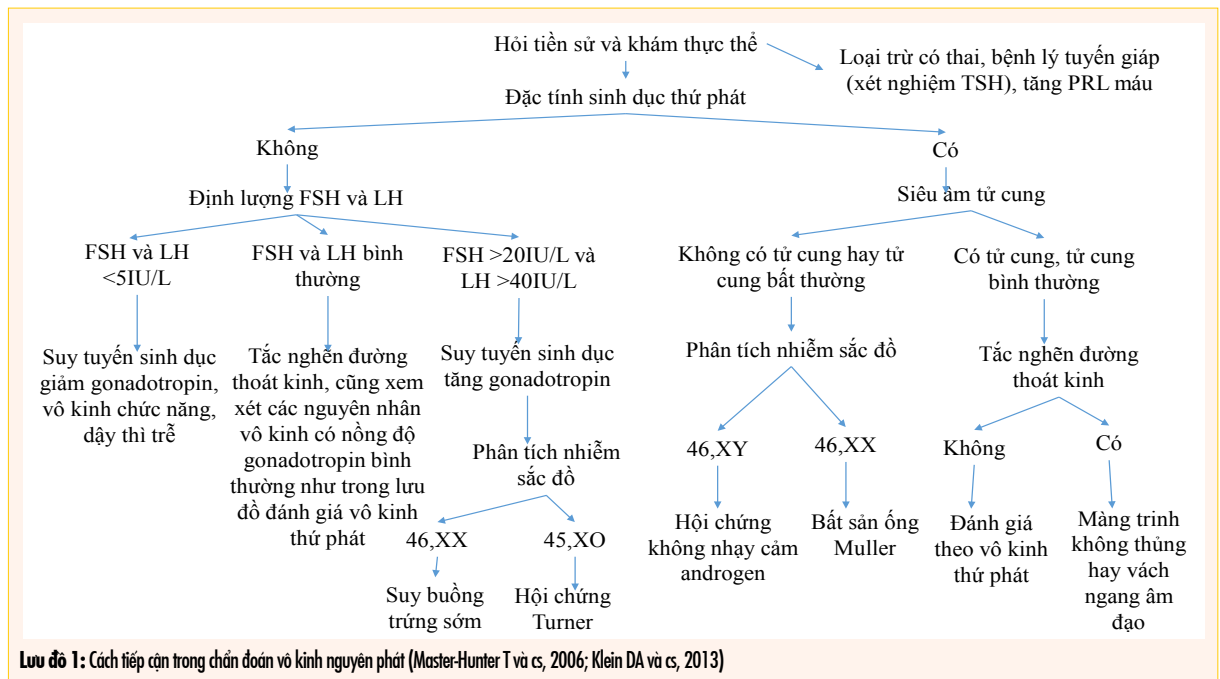 Hỏi tiền sử và khám thực thể
Loại trừ có thai, bệnh lý tuyến giáp
(xét nghiệm TSH), tăng PRL máu
Đặc tính sinh dục thứ phát
Không
Có
Định lượng FSH và LH
Siêu âm tử cung
FSH và LH
<5IU/L
FSH và LH bình
thường
FSH >20IU/L và
LH >40IU/L
Không có tử cung hay tử
cung bất thường
Có tử cung, tử cung
bình thường
Suy tuyến sinh dục
giảm gonadotropin,
vô kinh chức năng,
dậy thì trễ
Tắc nghẽn đường
thoát kinh, cũng xem
xét các nguyên nhân
vô kinh có nồng độ
gonadotropin bình
thường như trong lưu
đồ đánh giá vô kinh
thứ phát
Suy tuyến sinh dục
tăng gonadotropin
Phân tích nhiễm
sắc đồ
46,XX
45,XO
Suy buồng
trứng sớm
Hội chứng
Turner
Phân tích nhiễm sắc đồ
46,XY
46,XX
Hội chứng
không nhạy cảm
androgen
Bất sản ống
Muller
Tắc nghẽn đường
thoát kinh
Không
Có
Đánh giá
theo vô kinh
thứ phát
Màng trinh
không thủng
hay vách
ngang âm
đạo
Lưu đồ 1: Cách tiếp cận trong chẩn đoán vô kinh nguyên phát (Master-Hunter T và cs, 2006; Klein DA và cs, 2013)